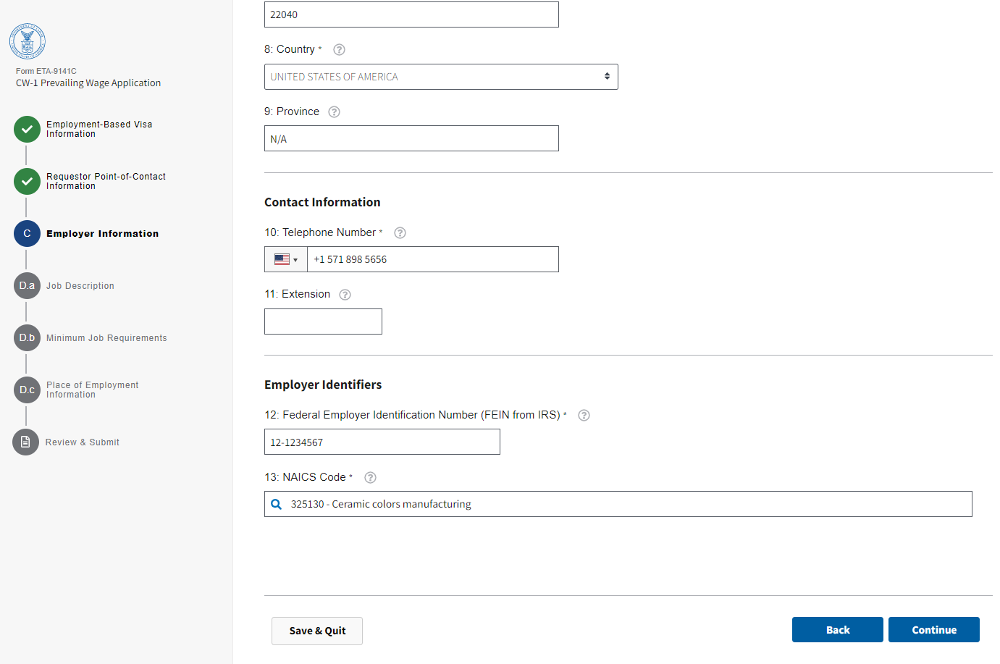 22040
8: Country *
UNITED STATES OF AMERICA
9: Province
N/A
Form ETA-9141C
CW-1 Prevailing Wage Application
Employment-Based Visa
Information
Requestor Point-of-Contact
Information
C
Employer Information
D.a
Job Description
D.b
Minimum Job Requirements
D.c
Place of Employment
Information
Review & Submit
Contact Information
10: Telephone Number *
+1 571 898 5656
11: Extension
Employer Identifiers
12: Federal Employer Identification Number (FEIN from IRS) *
12-1234567
13: NAICS Code *
325130 - Ceramic colors manufacturing
Save & Quit
Back
Continue